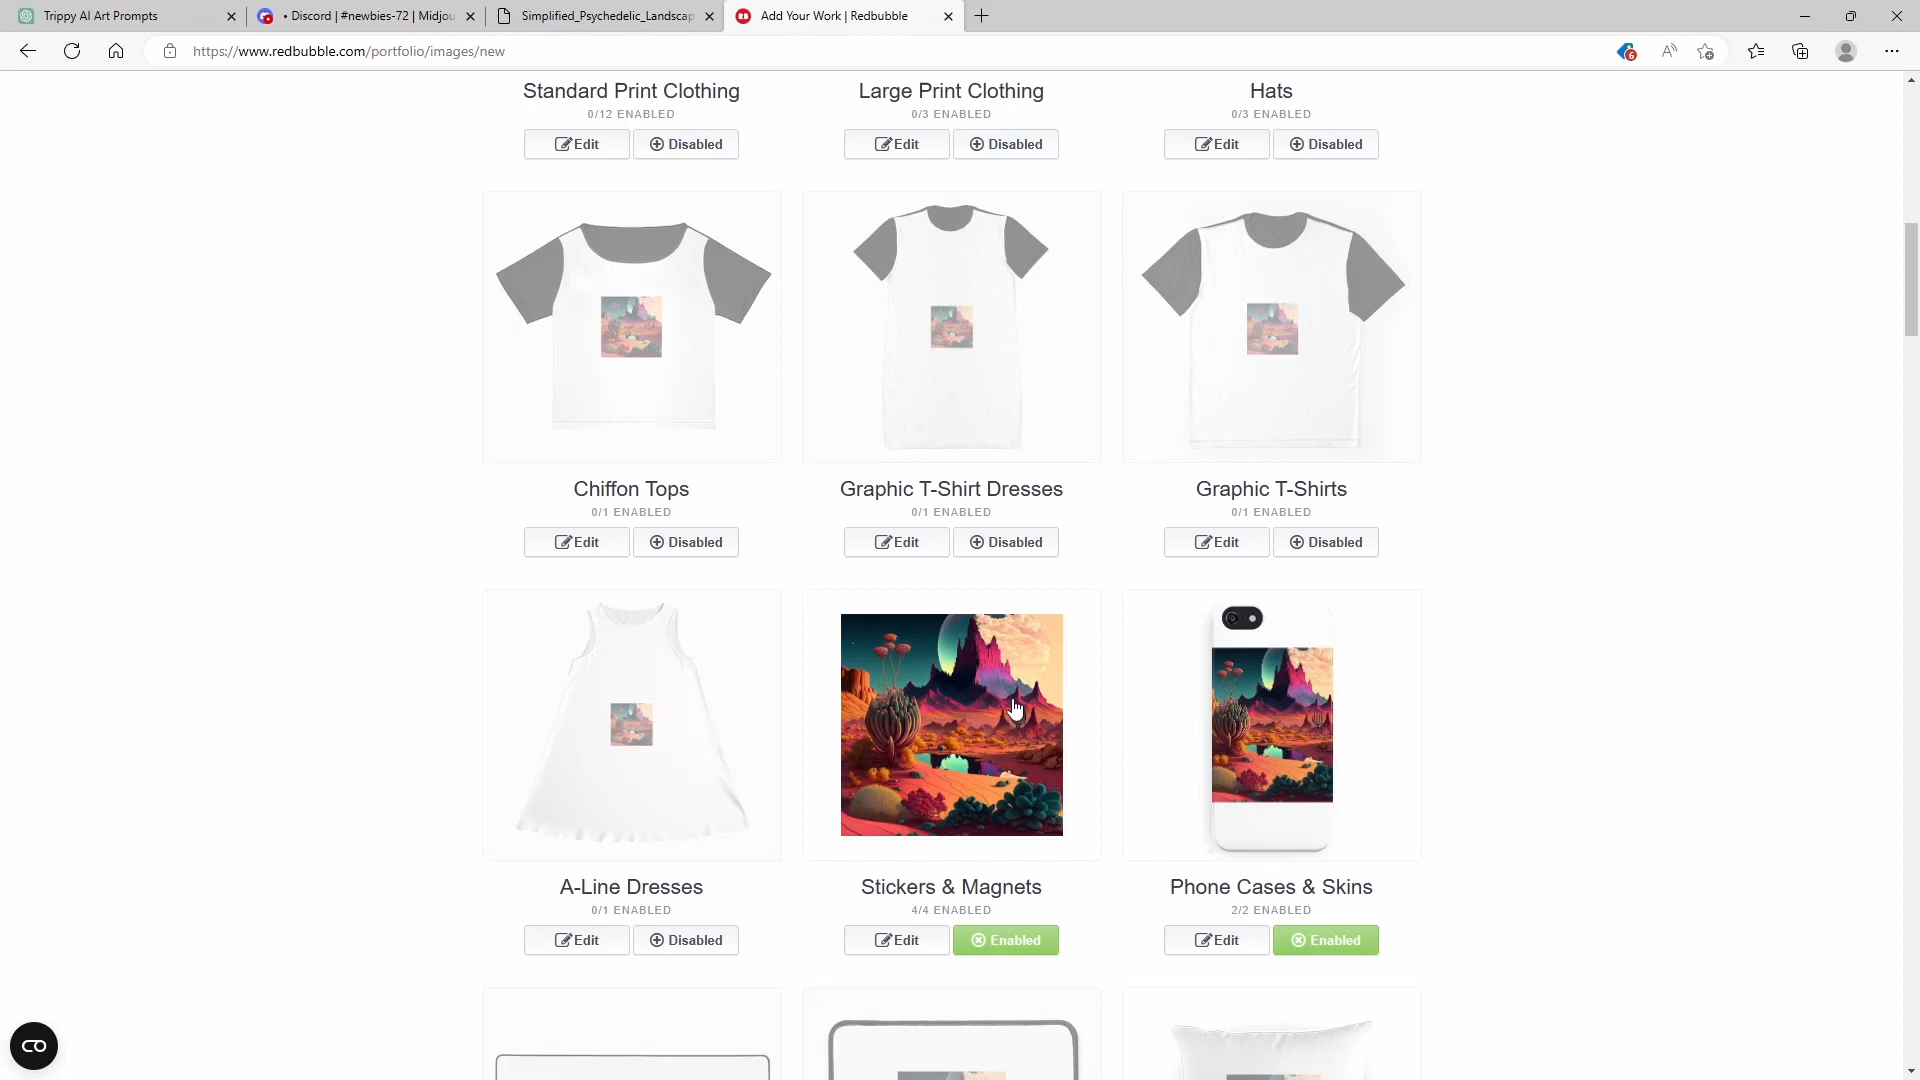 Trippy AI Art Prompts
• Discord | #newbies-72 | Midjou
Simplified_Psychedelic_Landscap
Add Your Work | Redbubble
https://www.redbubble.com/portfolio/images/new
6
Standard Print Clothing
0/12 ENABLED
Edit
Disabled
Large Print Clothing
0/3 ENABLED
Edit
Disabled
Hats
0/3 ENABLED
Edit
Disabled
Chiffon Tops
0/1 ENABLED
Edit
Disabled
Graphic T-Shirt Dresses
0/1 ENABLED
Edit
Disabled
Graphic T-Shirts
0/1 ENABLED
Edit
Disabled
A-Line Dresses
0/1 ENABLED
Edit
Disabled
Stickers & Magnets
4/4 ENABLED
Edit
Enabled
Phone Cases & Skins
2/2 ENABLED
Edit
Enabled